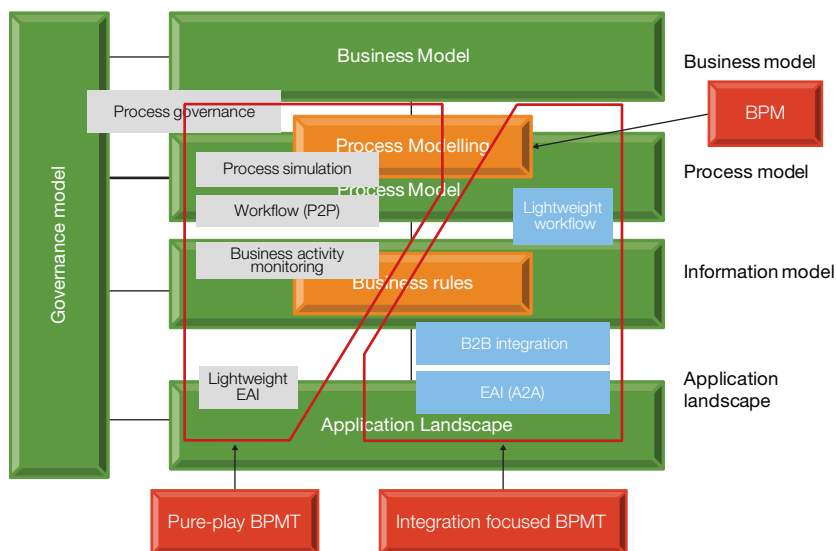 Business Model
Business model
Process governance
BPM
Process Modelling
Process simulation
Process model
Process Model
Workflow (P2P)
Lightweight
workflow
Governance model
Business activity
monitoring
Information model
Business rules
B2B integration
Lightweight
EAI
EAI (A2A)
Application
landscape
Application Landscape
Pure-play BPMT
Integration focused BPMT